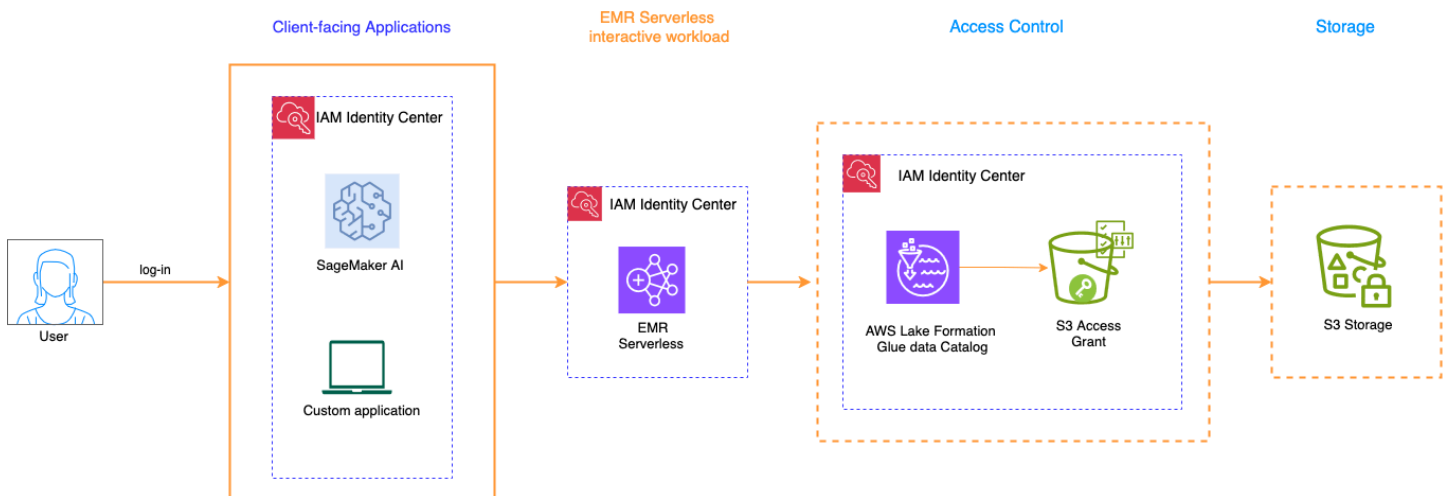 Client-facing Applications
EMR Serverless
interactive workload
Access Control
Storage
IAM Identity Center
SageMaker AI
Custom application
log-in
User
IAM Identity Center
EMR
Serverless
IAM Identity Center
AWS Lake Formation
Glue data Catalog
S3 Access
Grant
S3 Storage